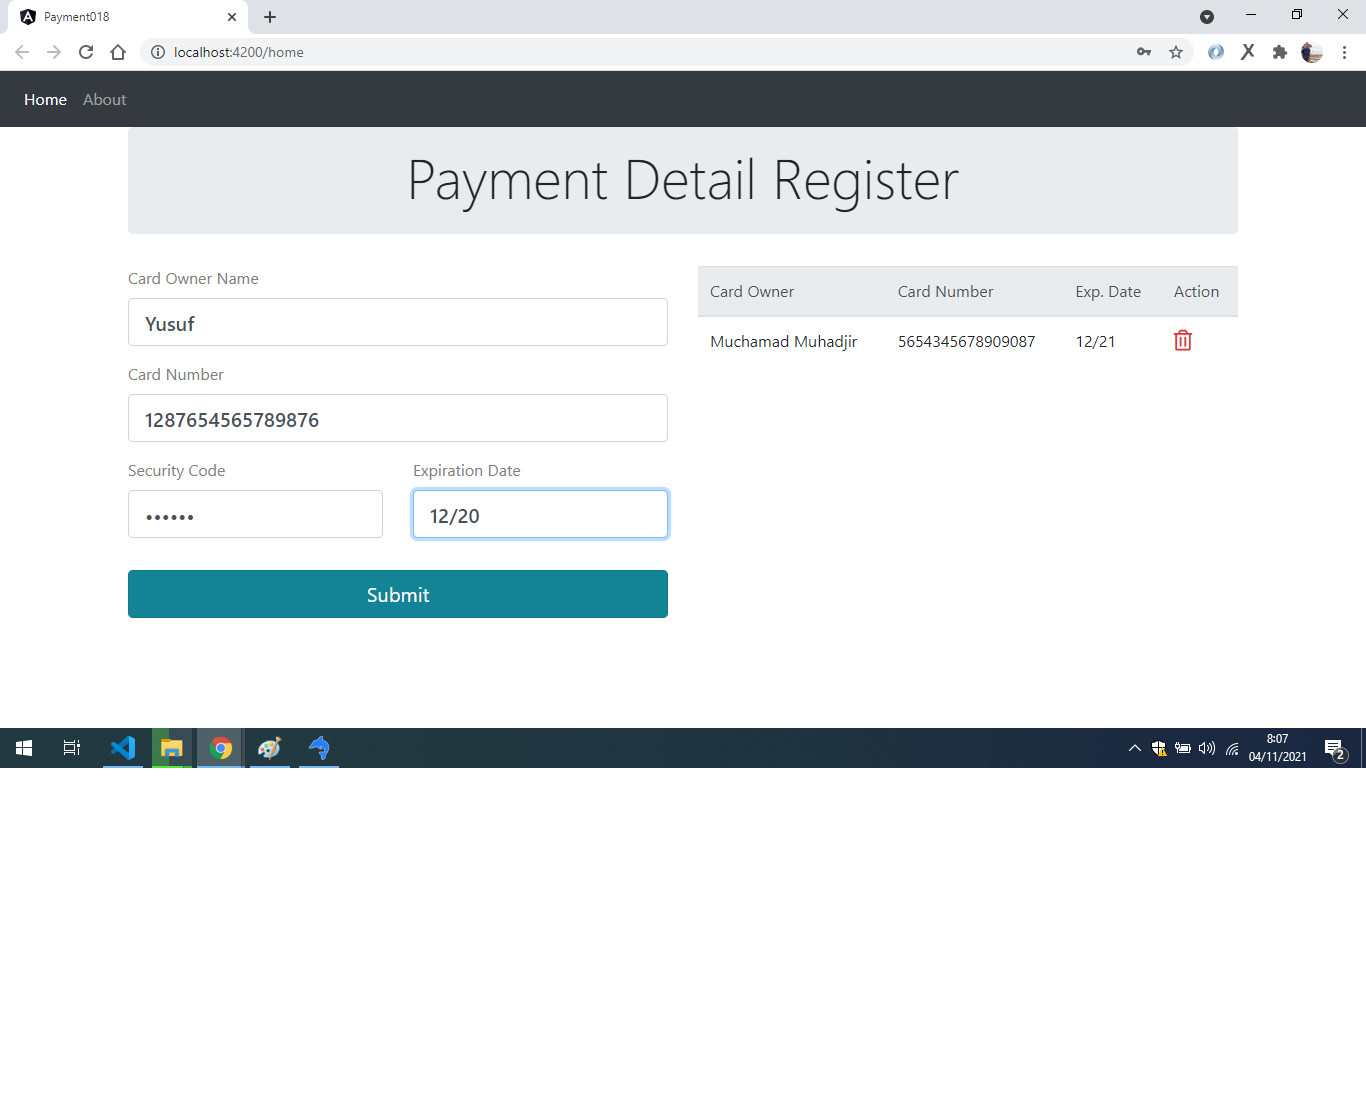 Payment018
localhost:4200/home
Home About
Payment Detail Register
Card Owner Name
Yusuf
Card Number
1287654565789876
Security Code Expiration Date
•••••• 12/20
Submit
Card Owner Card Number Exp. Date Action
Muchamad Muhadjir 5654345678909087 12/21
8:07
04/11/2021
2